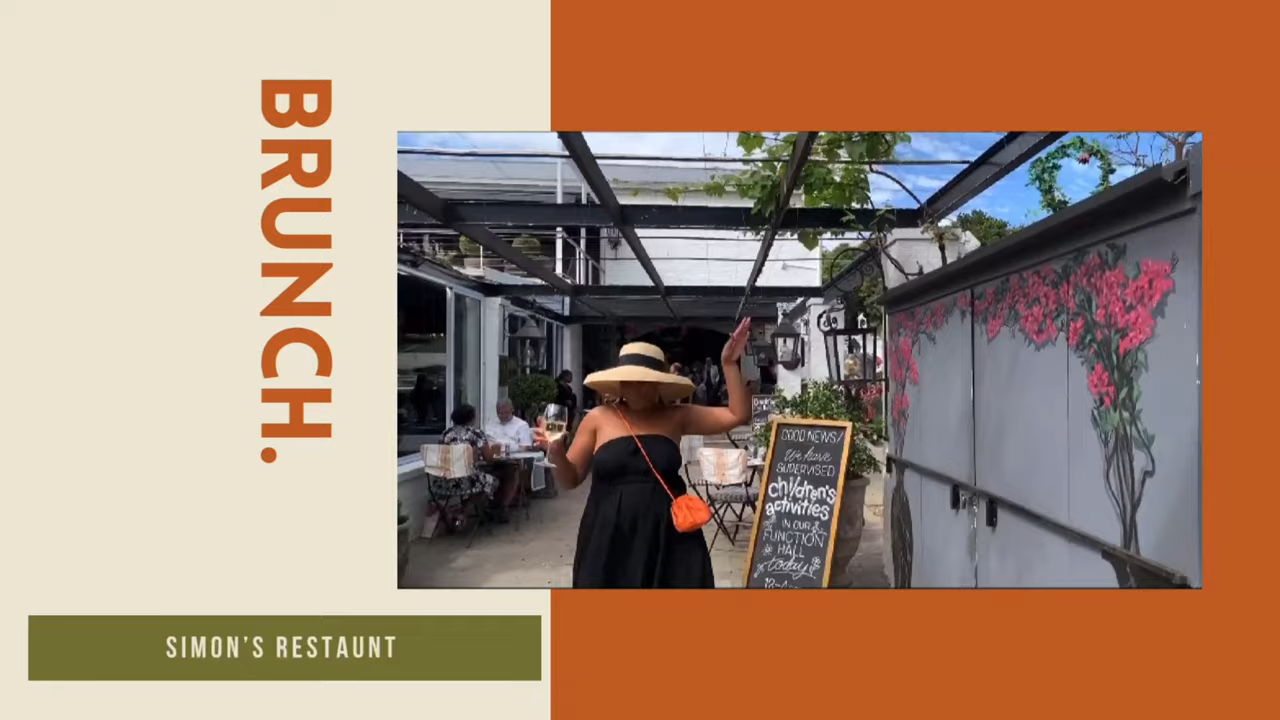 BRUNCH.
GOOD NEWS!
We have
SUPERVISED
children's
activities
IN OUR
FUNCTION
HALL
today
SIMON'S RESTAUNT